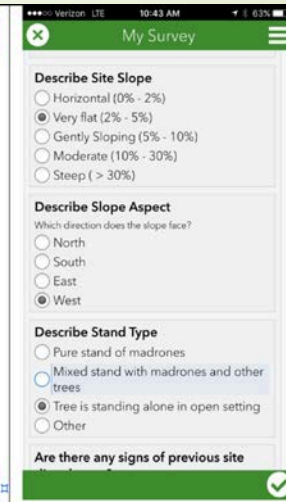 Verizon LTE 10:43 AM 63%
My Survey
Describe Site Slope
Horizontal (0% - 2%)
Very flat (2% - 5%)
Gently Sloping (5% - 10%)
Moderate (10% - 30%)
Steep ( > 30%)
Describe Slope Aspect
Which direction does the slope face?
North
South
East
West
Describe Stand Type
Pure stand of madrones
Mixed stand with madrones and other
trees
Tree is standing alone in open setting
Other
Are there any signs of previous site